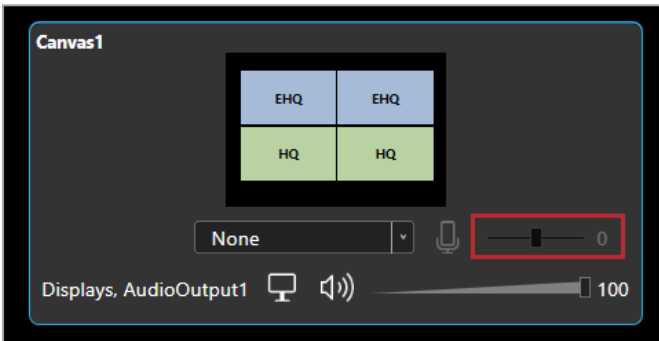 Canvas1
EHQ EHQ
HQ HQ
None 0
Displays, AudioOutput1 100